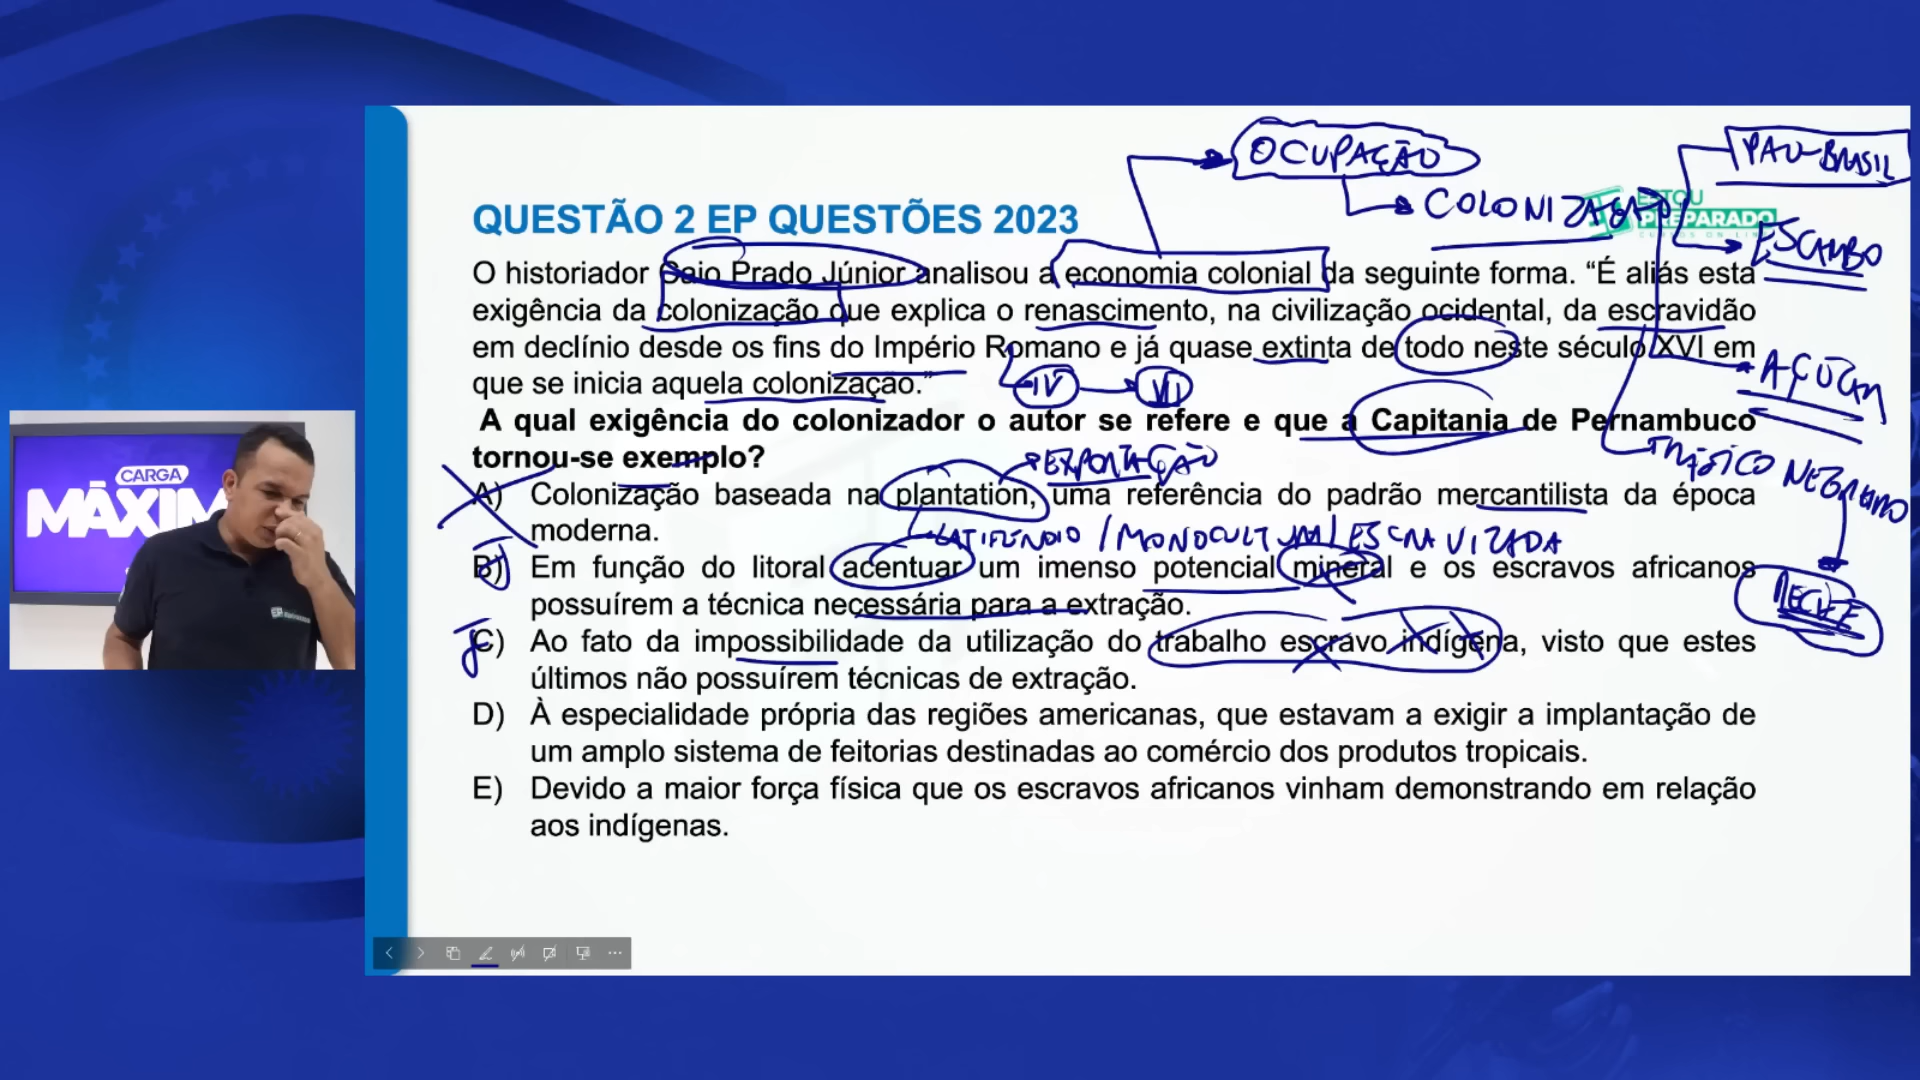 OCUPAÇÃO
PAU-BRASIL
COLONIZAÇÃO
ESTOU
PREPARADO
CURSOS ON LINE
ESCAMBO
QUESTÃO 2 EP QUESTÕES 2023
O historiador Caio Prado Júnior analisou a economia colonial da seguinte forma. “É aliás esta
exigência da colonização que explica o renascimento, na civilização ocidental, da escravidão
em declínio desde os fins do Império Romano e já quase extinta de todo neste século XVI em
que se inicia aquela colonização.”
IV VI
AÇÚCAR
A qual exigência do colonizador o autor se refere e que a Capitania de Pernambuco
tornou-se exemplo?
EXPORTAÇÃO
TRÁFICO NEGREIRO
A) Colonização baseada na plantation, uma referência do padrão mercantilista da época
moderna.
LATIFÚNDIO / MONOCULTURA / ESCRAVIZADA
B) Em função do litoral acentuar um imenso potencial mineral e os escravos africanos
possuírem a técnica necessária para a extração.
RECIFE
C) Ao fato da impossibilidade da utilização do trabalho escravo indígena, visto que estes
últimos não possuírem técnicas de extração.
D) À especialidade própria das regiões americanas, que estavam a exigir a implantação de
um amplo sistema de feitorias destinadas ao comércio dos produtos tropicais.
E) Devido a maior força física que os escravos africanos vinham demonstrando em relação
aos indígenas.
CARGA
MÁXIM